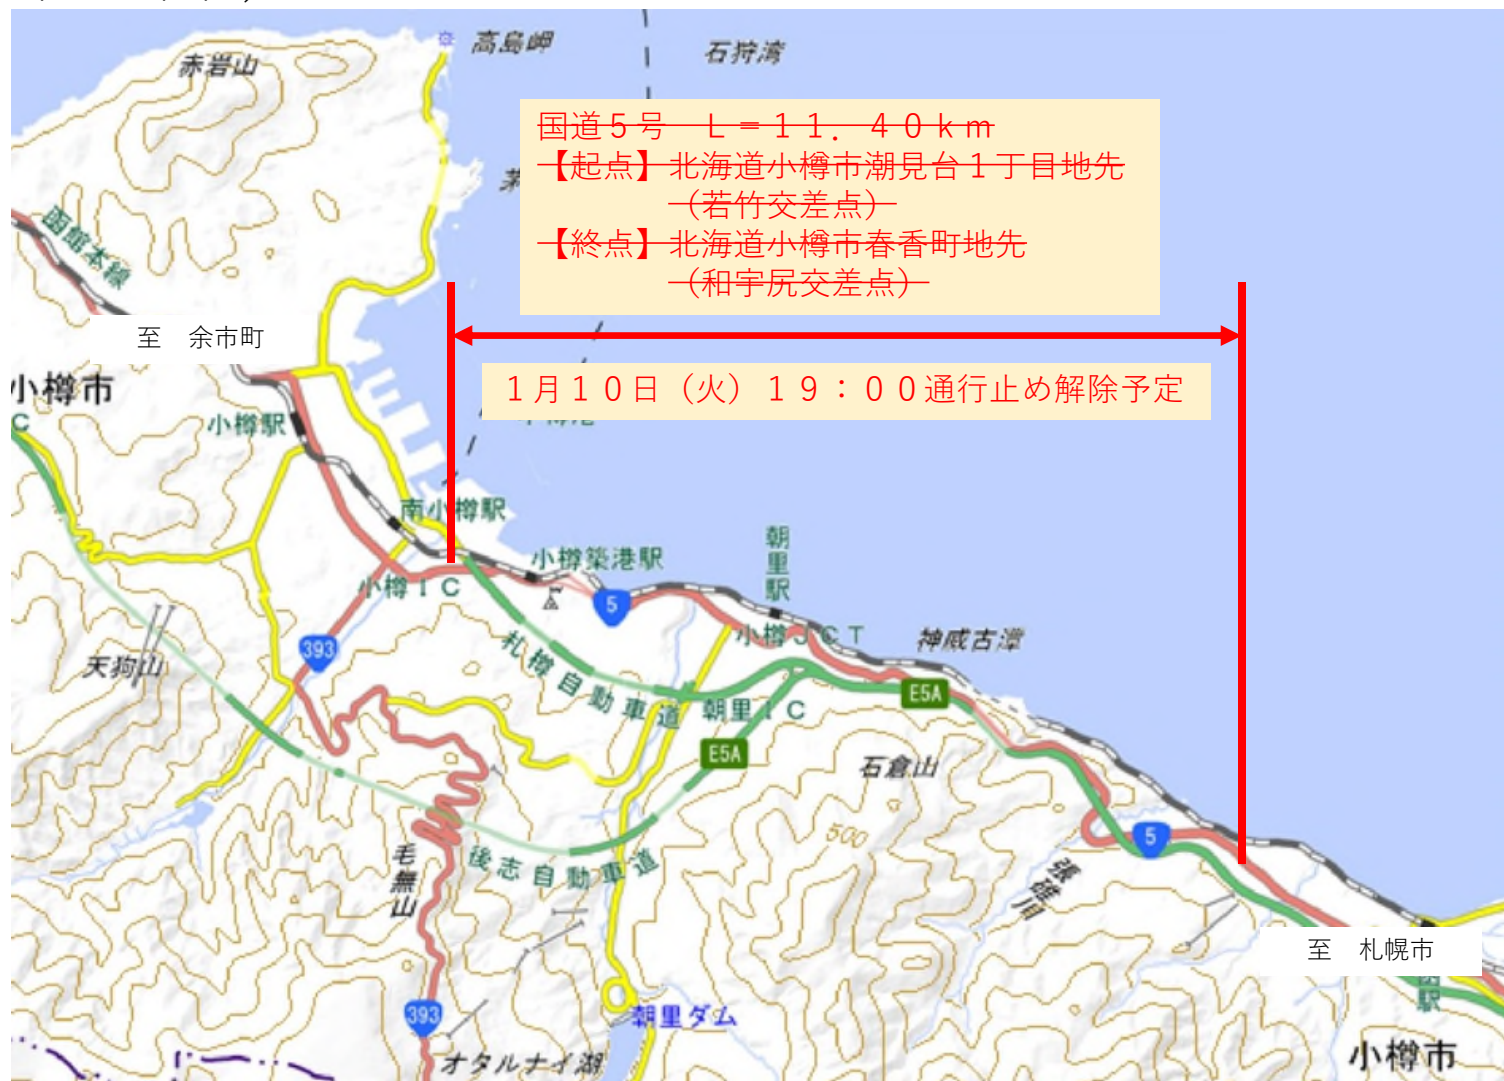 高島岬
石狩湾
赤岩山
国道５号　Ｌ＝１１．４０ｋｍ
【起点】北海道小樽市潮見台１丁目地先
（若竹交差点）
【終点】北海道小樽市春香町地先
（和宇尻交差点）
茅
函館本線
至　余市町
小樽市
１月１０日（火）１９：００通行止め解除予定
C
小樽駅
南小樽駅
小樽築港駅
朝里駅
小樽ＩＣ
5
小樽ＪＣＴ
神威古潭
393
天狗山
札樽自動車道
朝里ＩＣ
E5A
E5A
石倉山
500
5
後志自動車道
毛無山
張碓川
至　札幌市
393
朝里ダム
オタルナイ湖
小樽市